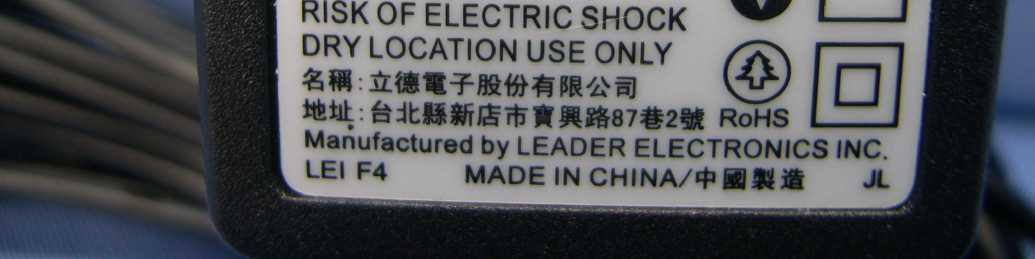 RISK OF ELECTRIC SHOCK
DRY LOCATION USE ONLY
名稱:立德電子股份有限公司
地址:台北縣新店市寶興路87巷2號 RoHS
Manufactured by LEADER ELECTRONICS INC.
LEI F4 MADE IN CHINA/中國製造 JL